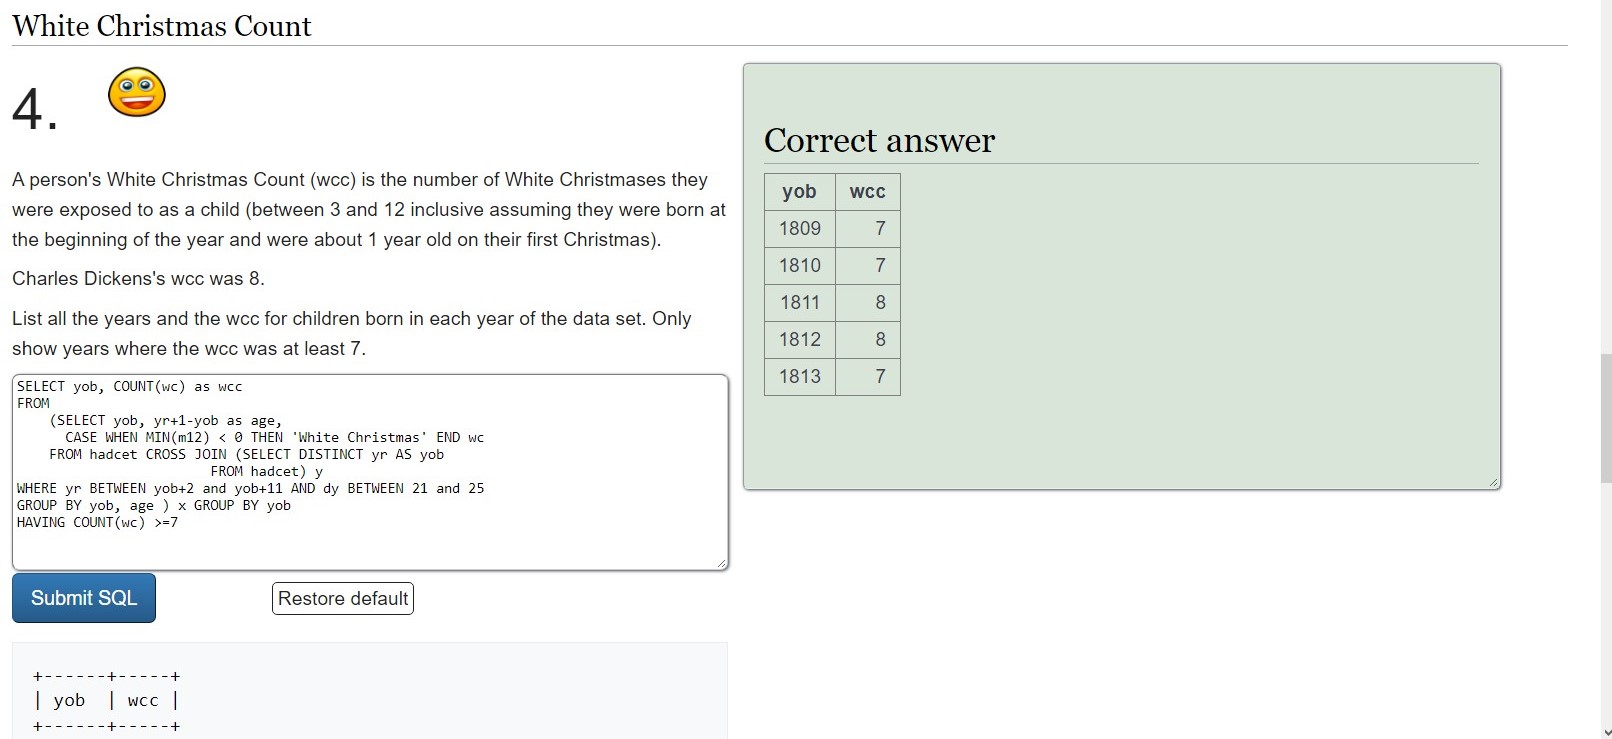 White Christmas Count
4.
A person's White Christmas Count (wcc) is the number of White Christmases they
were exposed to as a child (between 3 and 12 inclusive assuming they were born at
the beginning of the year and were about 1 year old on their first Christmas).
Charles Dickens's wcc was 8.
List all the years and the wcc for children born in each year of the data set. Only
show years where the wcc was at least 7.
SELECT yob, COUNT(wc) as wcc
FROM
    (SELECT yob, yr+1-yob as age,
      CASE WHEN MIN(m12) < 0 THEN 'White Christmas' END wc
    FROM hadcet CROSS JOIN (SELECT DISTINCT yr AS yob
                        FROM hadcet) y
WHERE yr BETWEEN yob+2 and yob+11 AND dy BETWEEN 21 and 25
GROUP BY yob, age ) x GROUP BY yob
HAVING COUNT(wc) >=7
Submit SQL
Restore default
+------+-----+
| yob  | wcc |
+------+-----+
Correct answer
yob wcc
1809 7
1810 7
1811 8
1812 8
1813 7